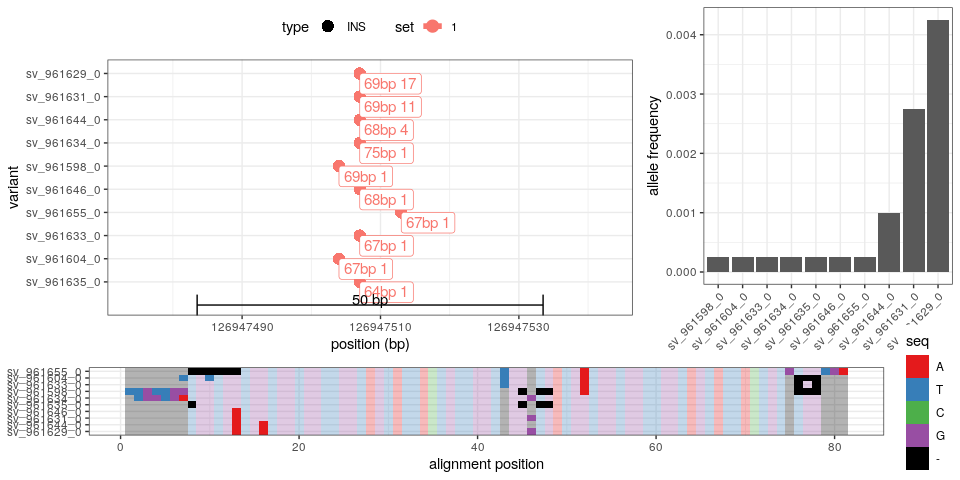 type INS set 1
variant
sv_961629_0
sv_961631_0
sv_961644_0
sv_961634_0
sv_961598_0
sv_961646_0
sv_961655_0
sv_961633_0
sv_961604_0
sv_961635_0
69bp 17
69bp 11
68bp 4
75bp 1
69bp 1
68bp 1
67bp 1
67bp 1
67bp 1
64bp 1
50 bp
126947490 126947510 126947530
position (bp)
allele frequency
0.004
0.003
0.002
0.001
0.000
sv_961598_0
sv_961604_0
sv_961633_0
sv_961634_0
sv_961635_0
sv_961646_0
sv_961655_0
sv_961644_0
sv_961631_0
1629_0
seq
A
T
C
G
-
sv_961655_0
sv_961629_0
0 20 40 60 80
alignment position